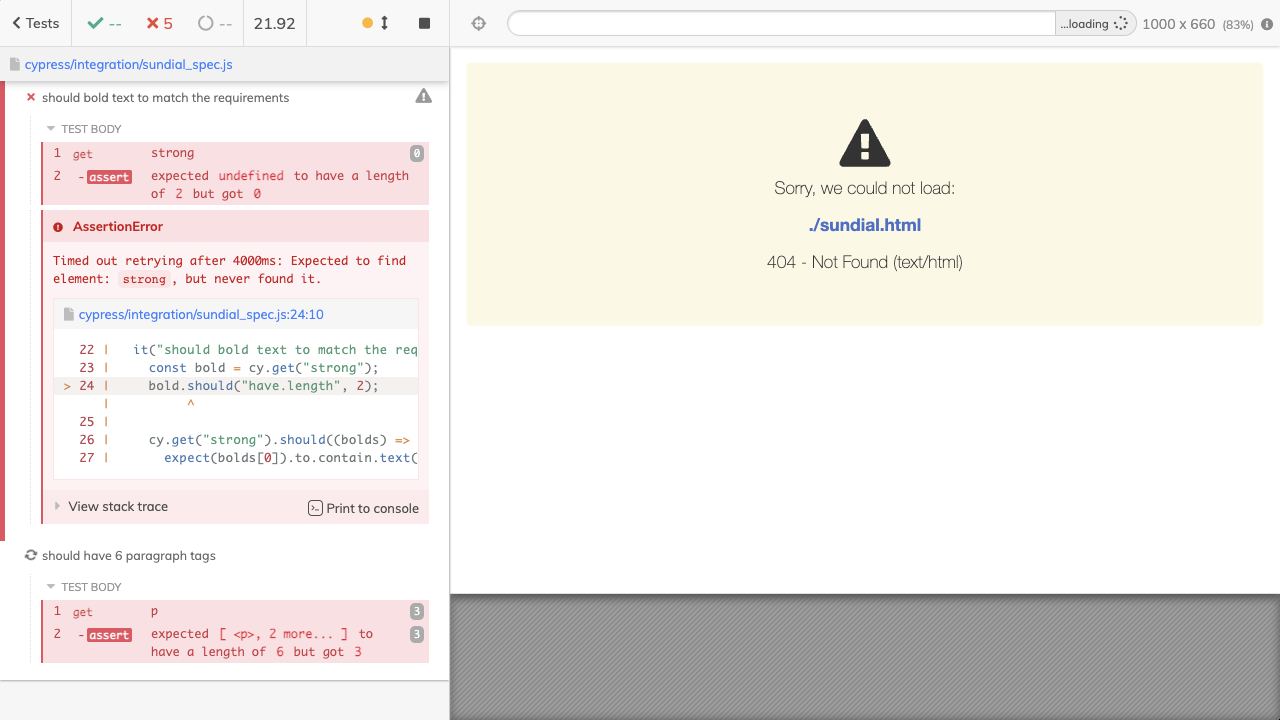 Tests
--
5
--
21.92
...loading
1000 x 660 (83%)
cypress/integration/sundial_spec.js
should bold text to match the requirements
TEST BODY
1 get strong 0
2 -assert expected undefined to have a length
of 2 but got 0
AssertionError
Timed out retrying after 4000ms: Expected to find
element: strong, but never found it.
cypress/integration/sundial_spec.js:24:10
22 | it("should bold text to match the req
23 | const bold = cy.get("strong");
> 24 | bold.should("have.length", 2);
| ^
25 |
26 | cy.get("strong").should((bolds) =>
27 | expect(bolds[0]).to.contain.text(
View stack trace
Print to console
should have 6 paragraph tags
TEST BODY
1 get p 3
2 -assert expected [ <p>, 2 more... ] to 3
have a length of 6 but got 3
Sorry, we could not load:
./sundial.html
404 - Not Found (text/html)